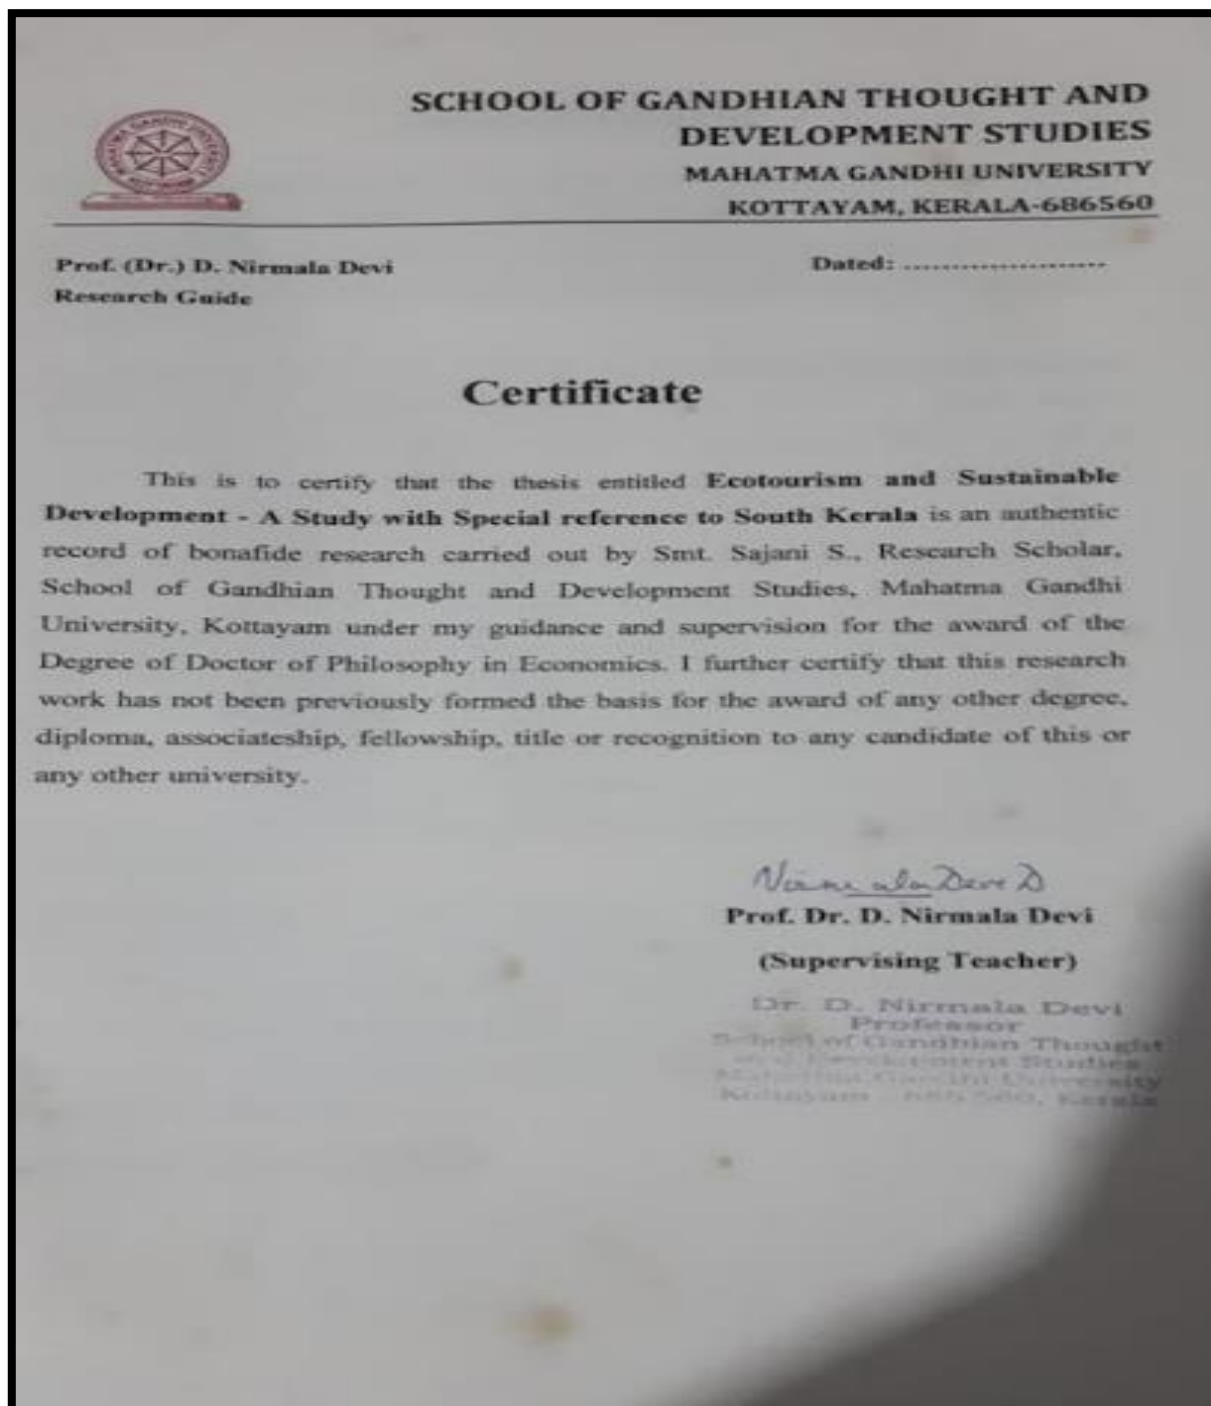 MAHATMA GANDHI UNIVERSITY
SCHOOL OF GANDHIAN THOUGHT AND
DEVELOPMENT STUDIES
MAHATMA GANDHI UNIVERSITY
KOTTAYAM, KERALA-686560
Prof. (Dr.) D. Nirmala Devi
Research Guide
Dated: ......................
Certificate
This is to certify that the thesis entitled Ecotourism and Sustainable
Development - A Study with Special reference to South Kerala is an authentic
record of bonafide research carried out by Smt. Sajani S., Research Scholar,
School of Gandhian Thought and Development Studies, Mahatma Gandhi
University, Kottayam under my guidance and supervision for the award of the
Degree of Doctor of Philosophy in Economics. I further certify that this research
work has not been previously formed the basis for the award of any other degree,
diploma, associateship, fellowship, title or recognition to any candidate of this or
any other university.
Nirmala Devi D
Prof. Dr. D. Nirmala Devi
(Supervising Teacher)
Dr. D. Nirmala Devi
Professor
School of Gandhian Thought
and Development Studies
Mahatma Gandhi University
Kottayam - 686 560, Kerala